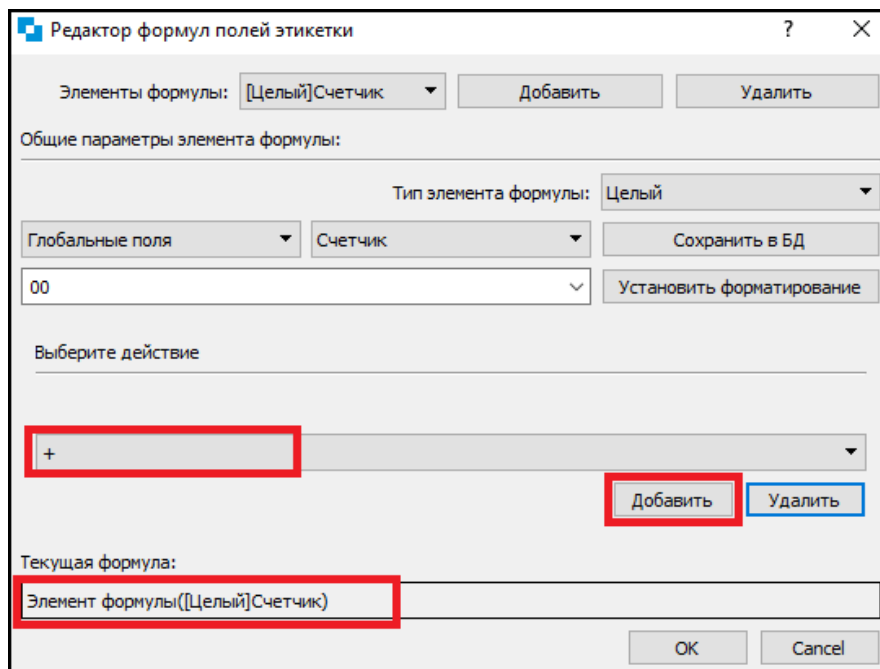 Редактор формул полей этикетки ?
Элементы формулы: [Целый]Счетчик Добавить Удалить
Общие параметры элемента формулы:
Тип элемента формулы: Целый
Глобальные поля Счетчик Сохранить в БД
00 Установить форматирование
Выберите действие
+
Добавить Удалить
Текущая формула:
Элемент формулы([Целый]Счетчик)
OK Cancel